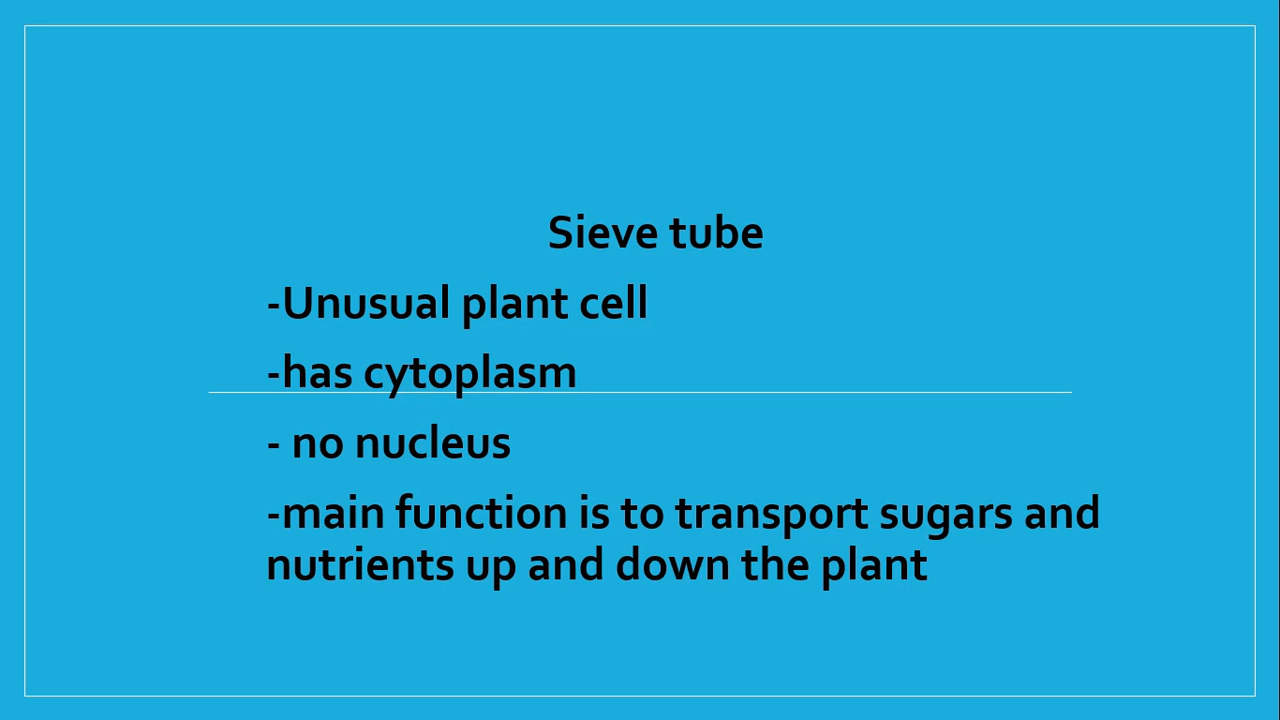 Sieve tube
-Unusual plant cell
-has cytoplasm
- no nucleus
-main function is to transport sugars and
nutrients up and down the plant